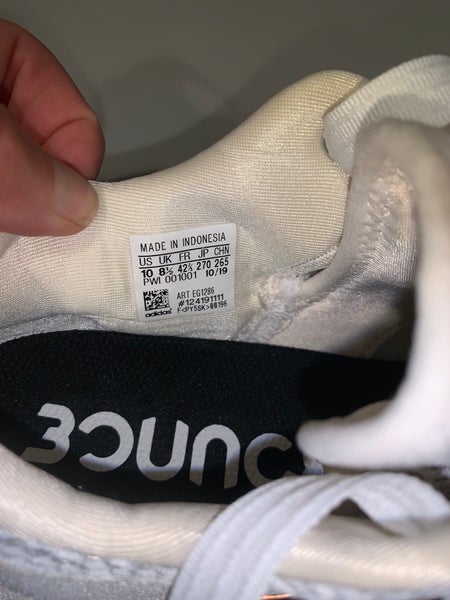 MADE IN INDONESIA
US UK FR JP CHN
10 8½ 42⅔ 270 265
PWI 001001 10/19
ART EG1286
#124191111
adidas F<PY5SK>